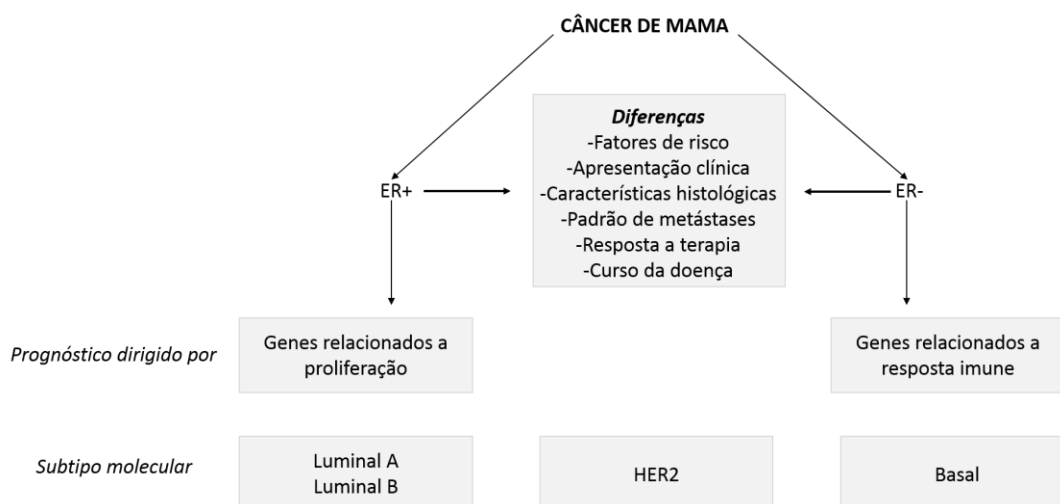 CÂNCER DE MAMA
Diferenças
-Fatores de risco
-Apresentação clínica
-Características histológicas
-Padrão de metástases
-Resposta a terapia
-Curso da doença
ER+
ER-
Prognóstico dirigido por
Genes relacionados a
proliferação
Genes relacionados a
resposta imune
Subtipo molecular
Luminal A
Luminal B
HER2
Basal